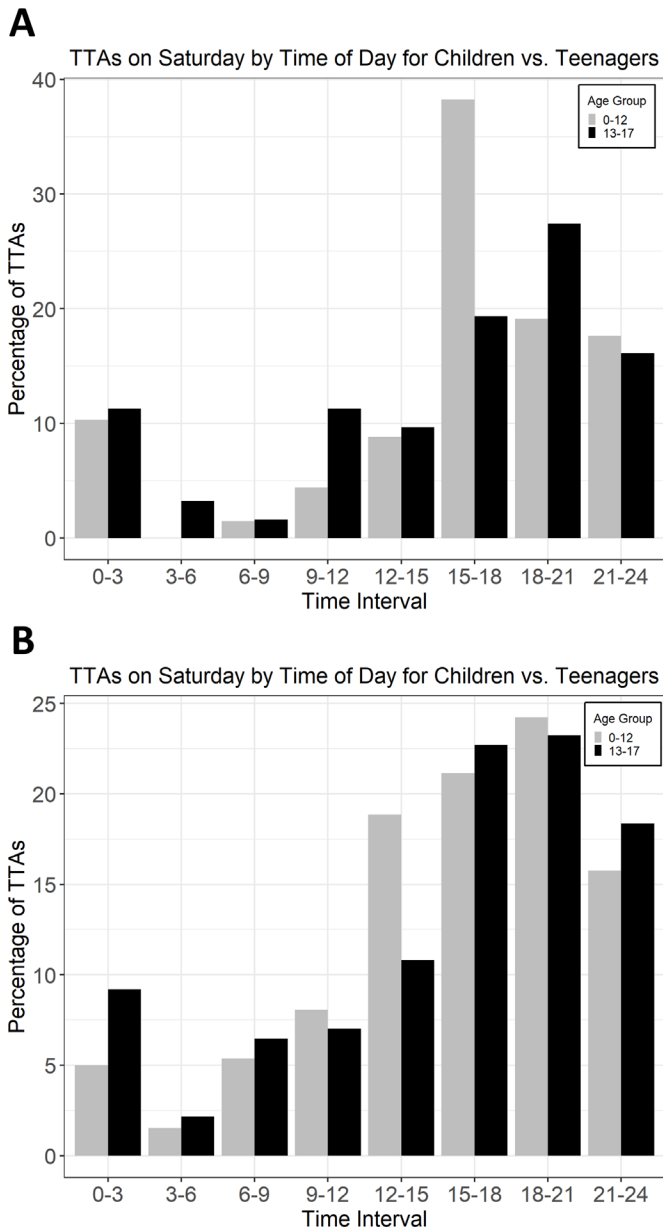 A
TTAs on Saturday by Time of Day for Children vs. Teenagers
40
30
20
10
0
Percentage of TTAs
Age Group
0-12
13-17
0-3 3-6 6-9 9-12 12-15 15-18 18-21 21-24
Time Interval
B
TTAs on Saturday by Time of Day for Children vs. Teenagers
25
20
15
10
5
0
Percentage of TTAs
Age Group
0-12
13-17
0-3 3-6 6-9 9-12 12-15 15-18 18-21 21-24
Time Interval